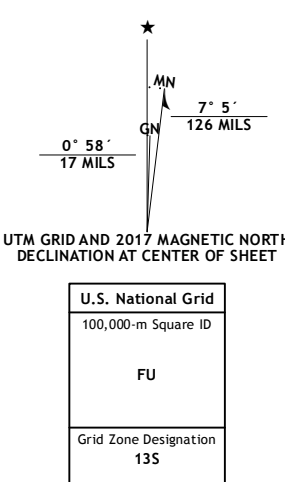 ★
MN
7° 5´
126 MILS
GN
0° 58´
17 MILS
UTM GRID AND 2017 MAGNETIC NORTH
DECLINATION AT CENTER OF SHEET
U.S. National Grid
100,000-m Square ID
FU
Grid Zone Designation
13S